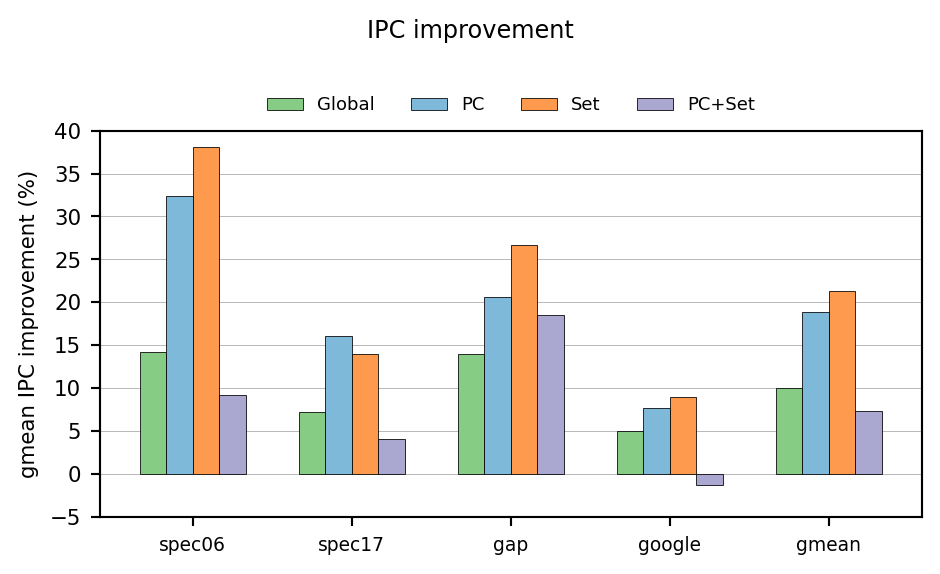 IPC improvement
Global PC Set PC+Set
gmean IPC improvement (%)
40
35
30
25
20
15
10
5
0
−5
spec06 spec17 gap google gmean